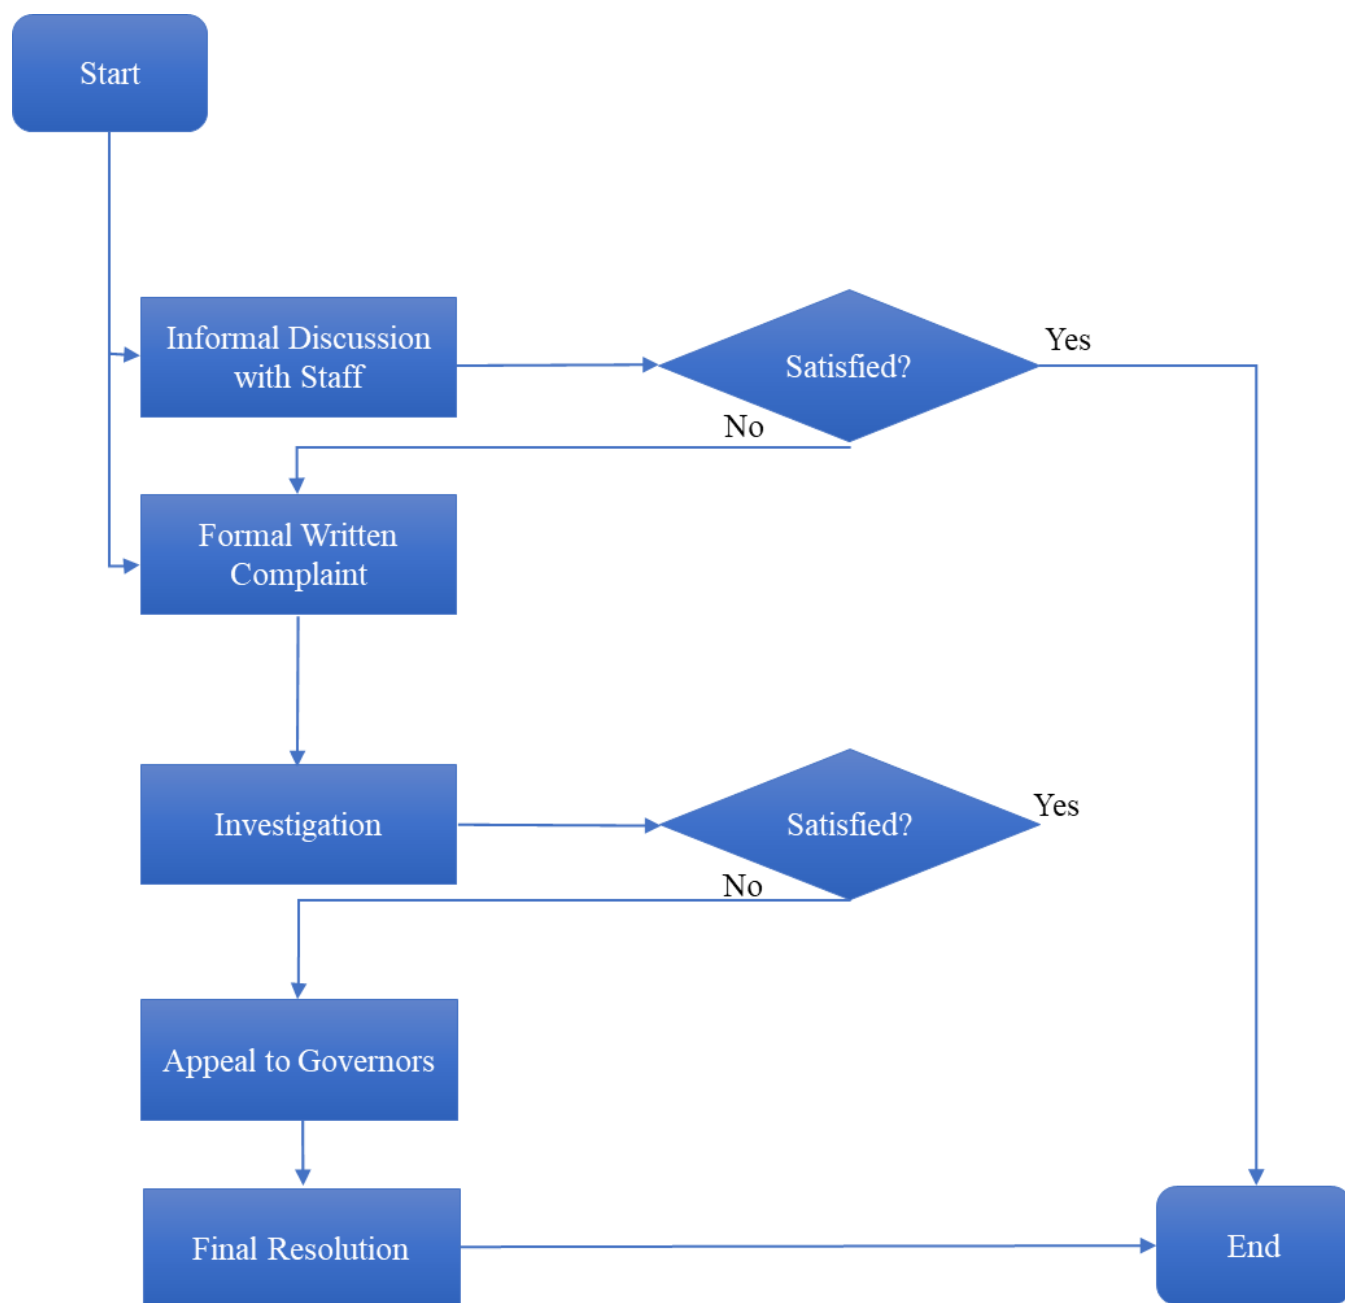 Start
Informal Discussion
with Staff
Satisfied?
Yes
No
Formal Written
Complaint
Investigation
Satisfied?
Yes
No
Appeal to Governors
Final Resolution
End